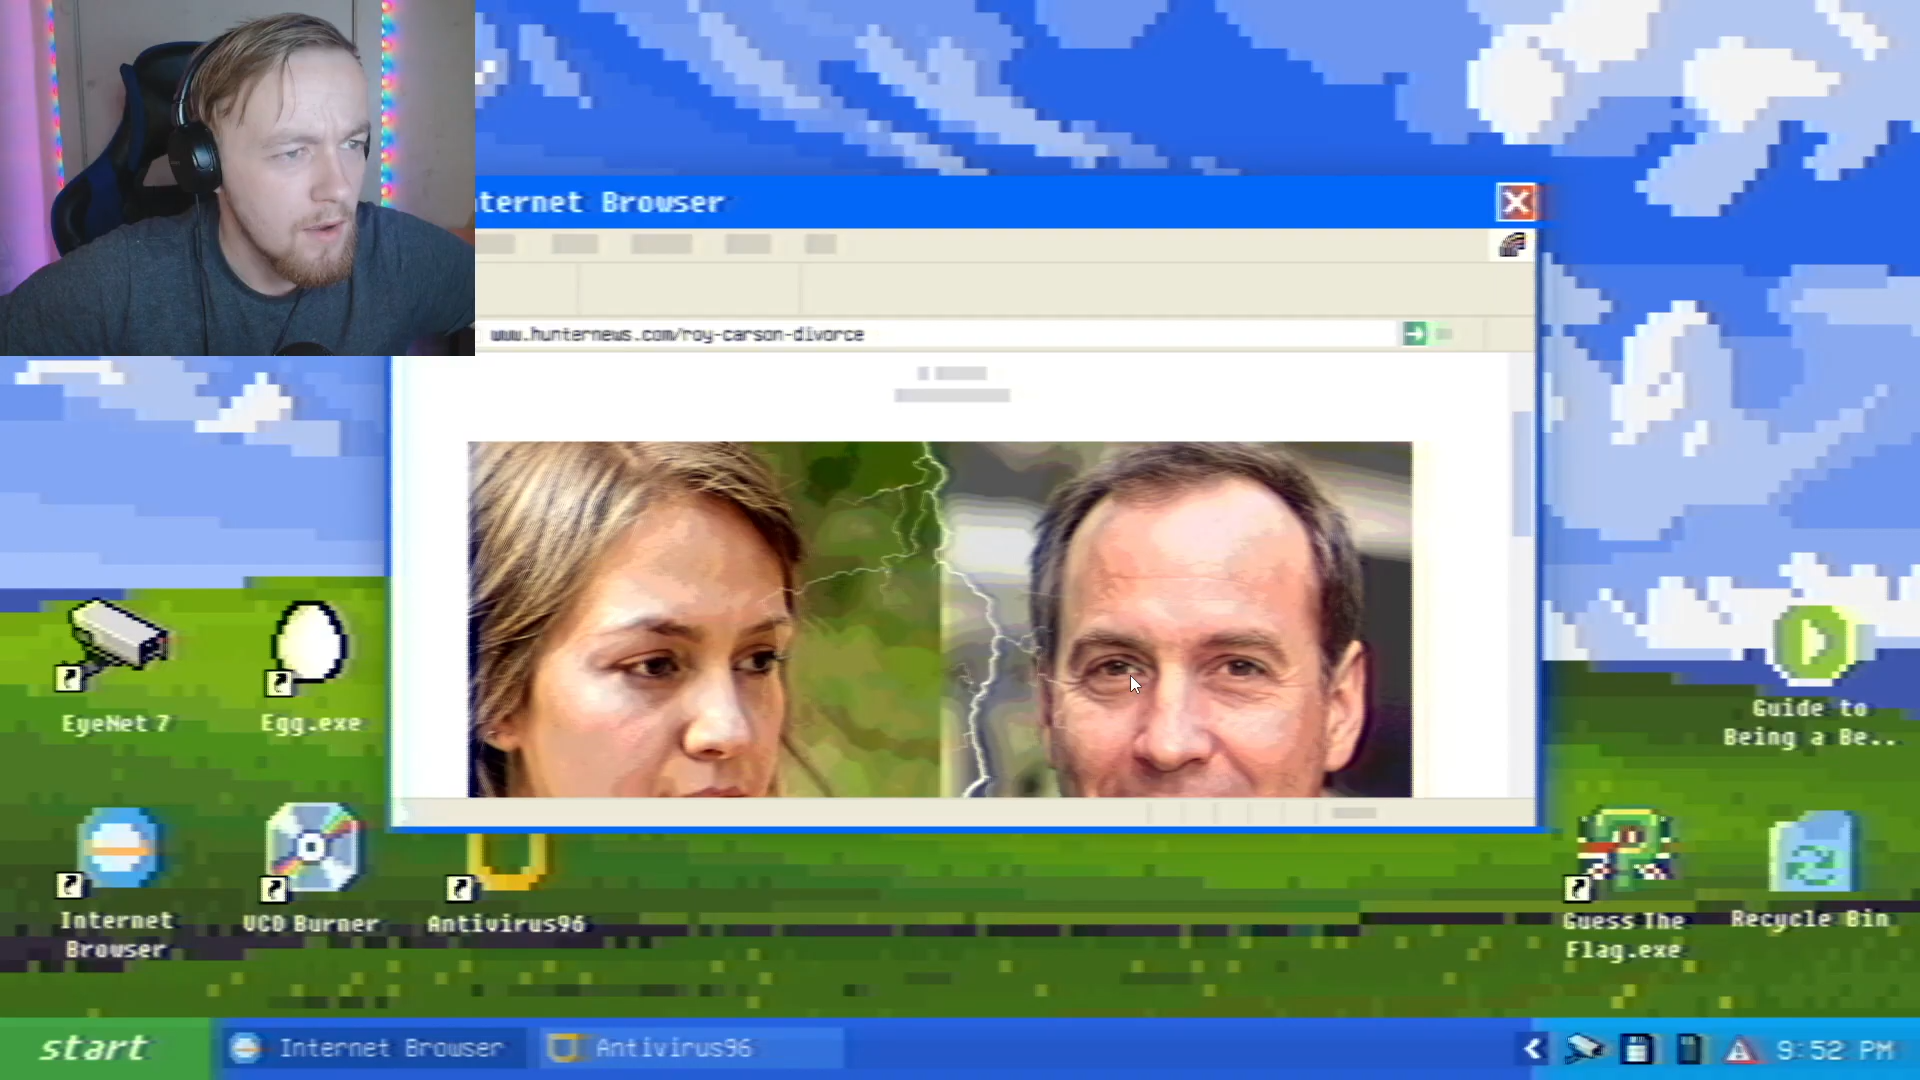 nternet Browser
www.hunternews.com/roy-carson-divorce
EyeNet 7
Egg.exe
Guide to
Being a Be..
Internet
Browser
VCD Burner
Antivirus96
Guess The
Flag.exe
Recycle Bin
start
Internet Browser
Antivirus96
9:52 PM